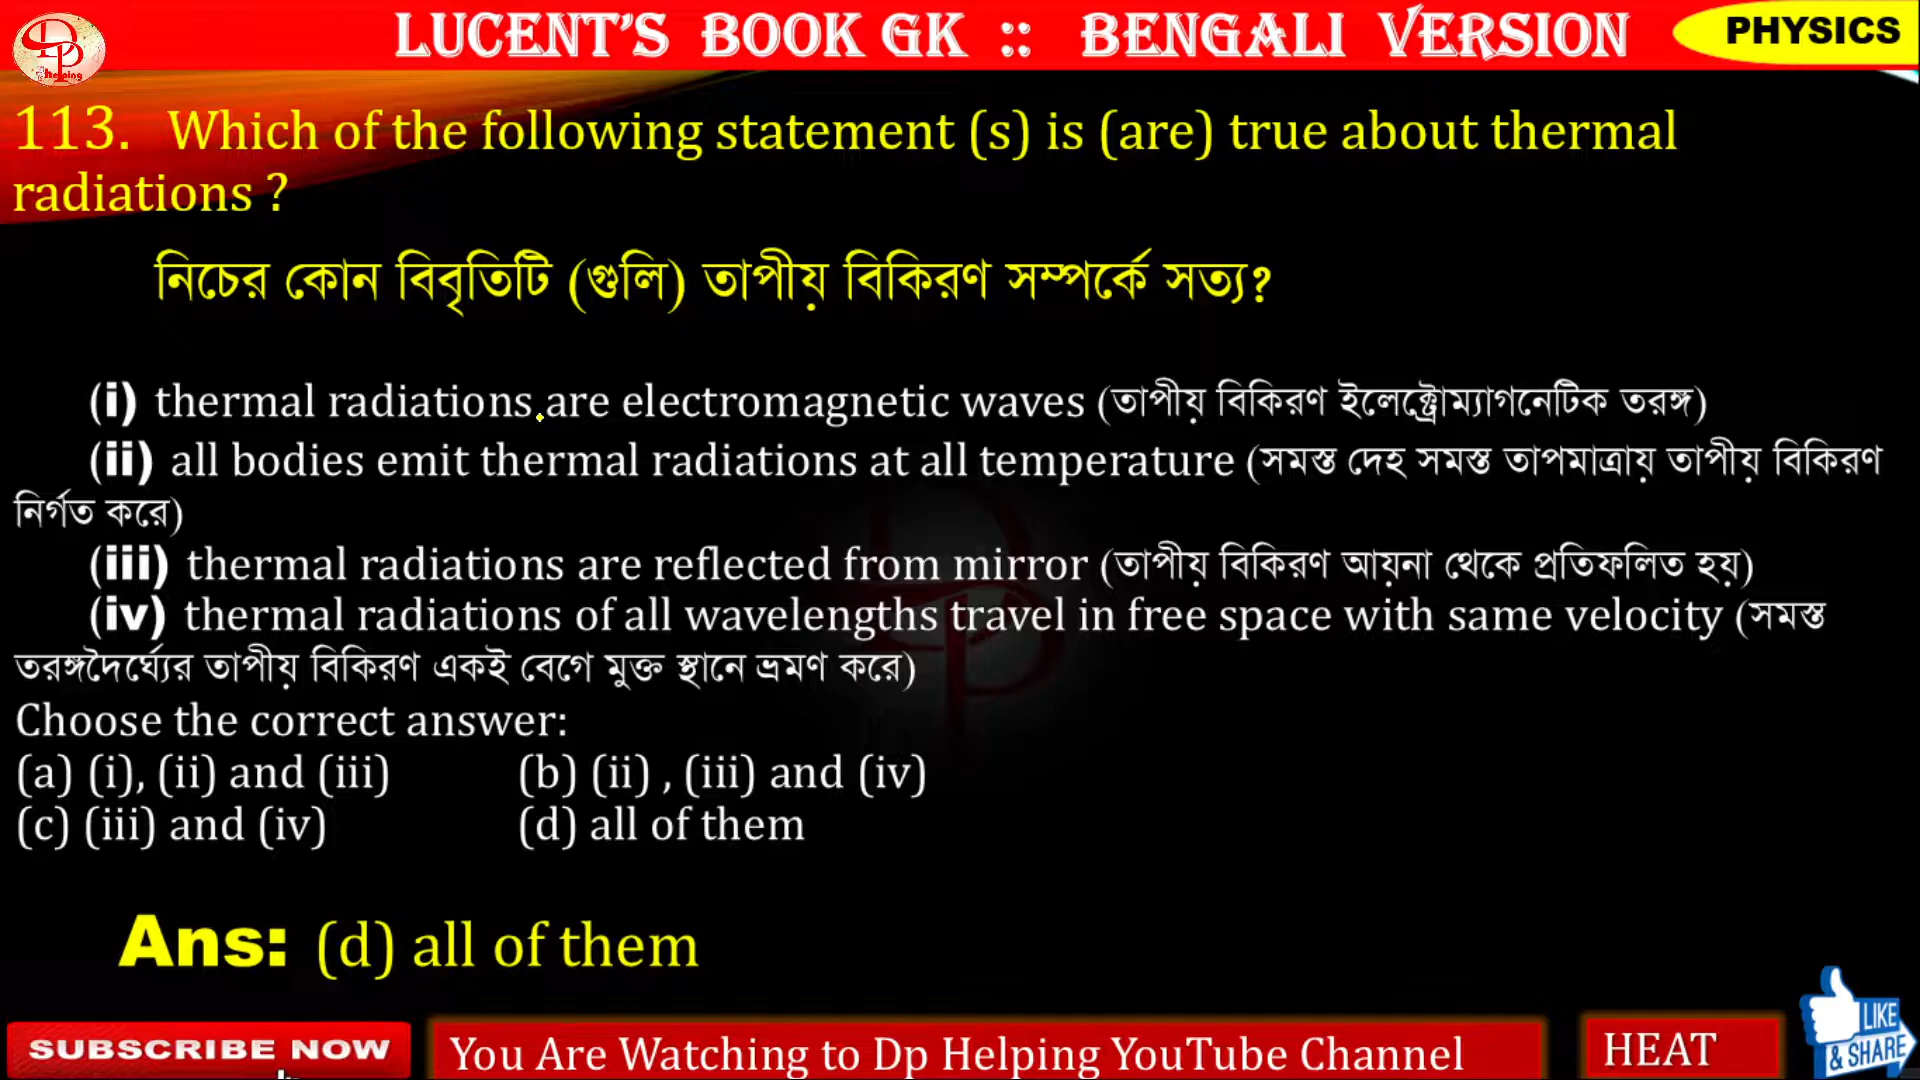 LUCENT'S BOOK GK :: BENGALI VERSION
PHYSICS
DP
helping
113. Which of the following statement (s) is (are) true about thermal
radiations ?
নিচের কোন বিবৃতিটি (গুলি) তাপীয় বিকিরণ সম্পর্কে সত্য?
(i) thermal radiations are electromagnetic waves (তাপীয় বিকিরণ ইলেক্ট্রোম্যাগনেটিক তরঙ্গ)
(ii) all bodies emit thermal radiations at all temperature (সমস্ত দেহ সমস্ত তাপমাত্রায় তাপীয় বিকিরণ
নির্গত করে)
(iii) thermal radiations are reflected from mirror (তাপীয় বিকিরণ আয়না থেকে প্রতিফলিত হয়)
(iv) thermal radiations of all wavelengths travel in free space with same velocity (সমস্ত
তরঙ্গদৈর্ঘ্যের তাপীয় বিকিরণ একই বেগে মুক্ত স্থানে ভ্রমণ করে)
Choose the correct answer:
(a) (i), (ii) and (iii) (b) (ii) , (iii) and (iv)
(c) (iii) and (iv) (d) all of them
Ans: (d) all of them
SUBSCRIBE NOW
You Are Watching to Dp Helping YouTube Channel
HEAT
LIKE
& SHARE